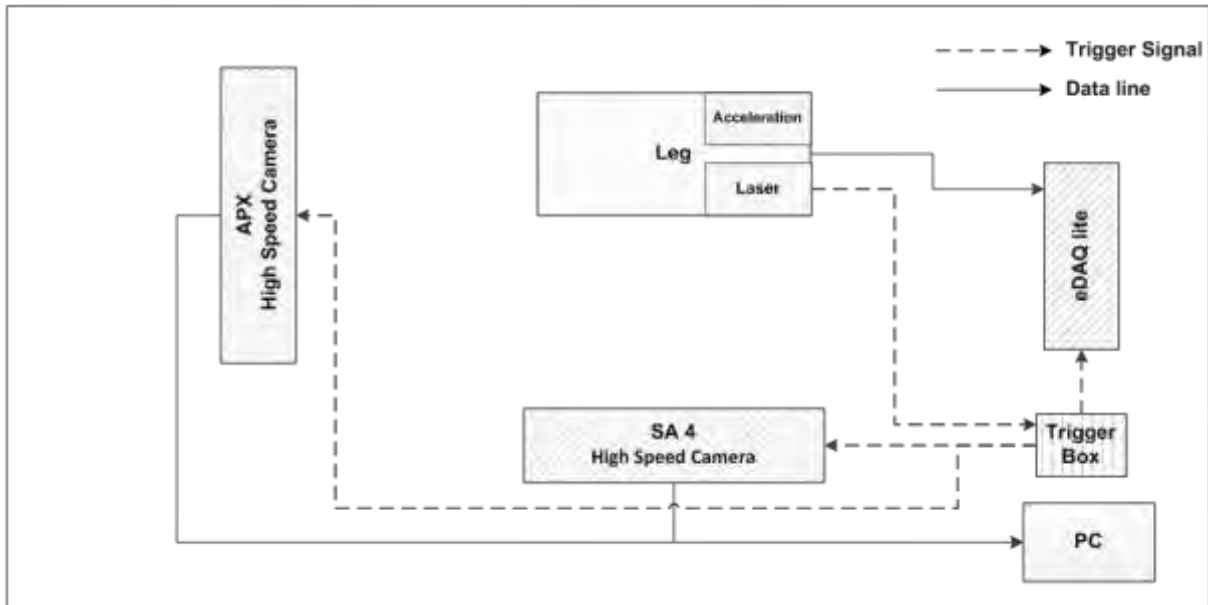 Trigger Signal
Data line
APX
High Speed Camera
Acceleration
Leg
Laser
eDAQ lite
SA 4
High Speed Camera
Trigger
Box
PC